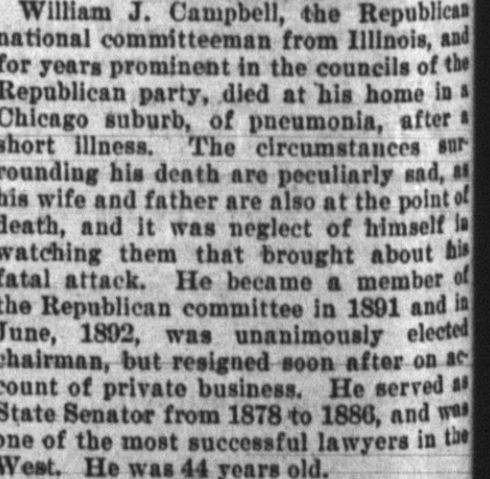 William J. Campbell, the Republican
national committeeman from Illinois, and
for years prominent in the councils of the
Republican party, died at his home in a
Chicago suburb, of pneumonia, after a
short illness. The circumstances sur-
rounding his death are peculiarly sad, as
his wife and father are also at the point of
death, and it was neglect of himself in
watching them that brought about his
fatal attack. He became a member of
the Republican committee in 1891 and in
June, 1892, was unanimously elected
chairman, but resigned soon after on ac-
count of private business. He served as
State Senator from 1878 to 1886, and was
one of the most successful lawyers in the
West. He was 44 years old.